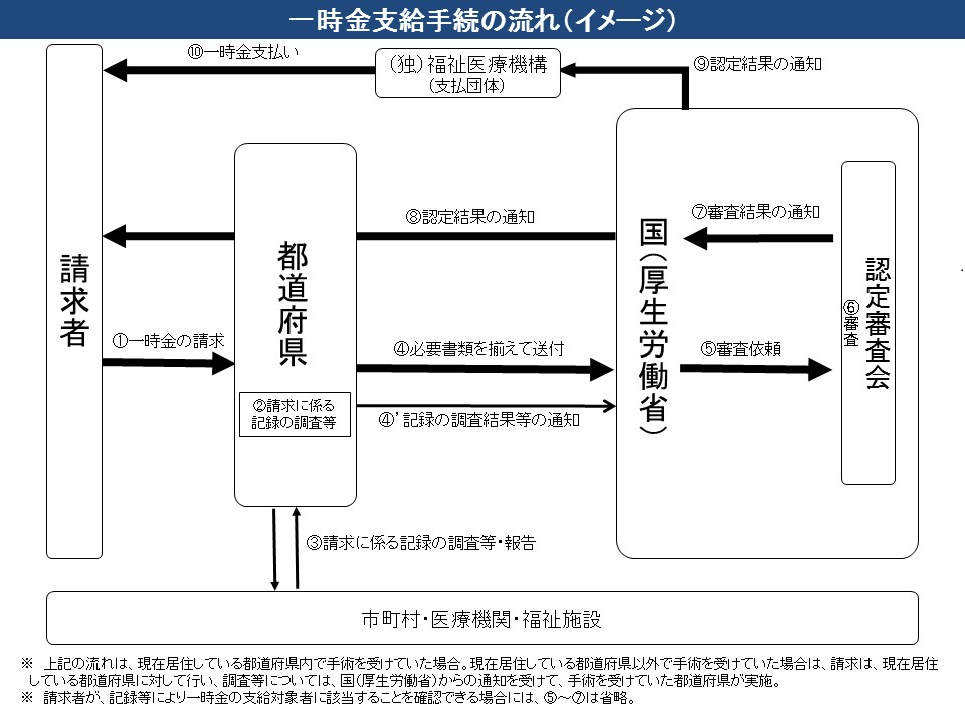 一時金支給手続の流れ(イメージ)
⑩一時金支払い
(独)福祉医療機構
(支払団体)
⑨認定結果の通知
⑧認定結果の通知
⑦審査結果の通知
請求者
都道府県
国(厚生労働省)
認定審査会
⑥審査
①一時金の請求
④必要書類を揃えて送付
⑤審査依頼
②請求に係る
記録の調査等
④’記録の調査結果等の通知
③請求に係る記録の調査等・報告
市町村・医療機関・福祉施設
※ 上記の流れは、現在居住している都道府県内で手術を受けていた場合。現在居住している都道府県以外で手術を受けていた場合は、請求は、現在居住
している都道府県に対して行い、調査等については、国(厚生労働省)からの通知を受けて、手術を受けていた都道府県が実施。
※ 請求者が、記録等により一時金の支給対象者に該当することを確認できる場合には、⑤~⑦は省略。